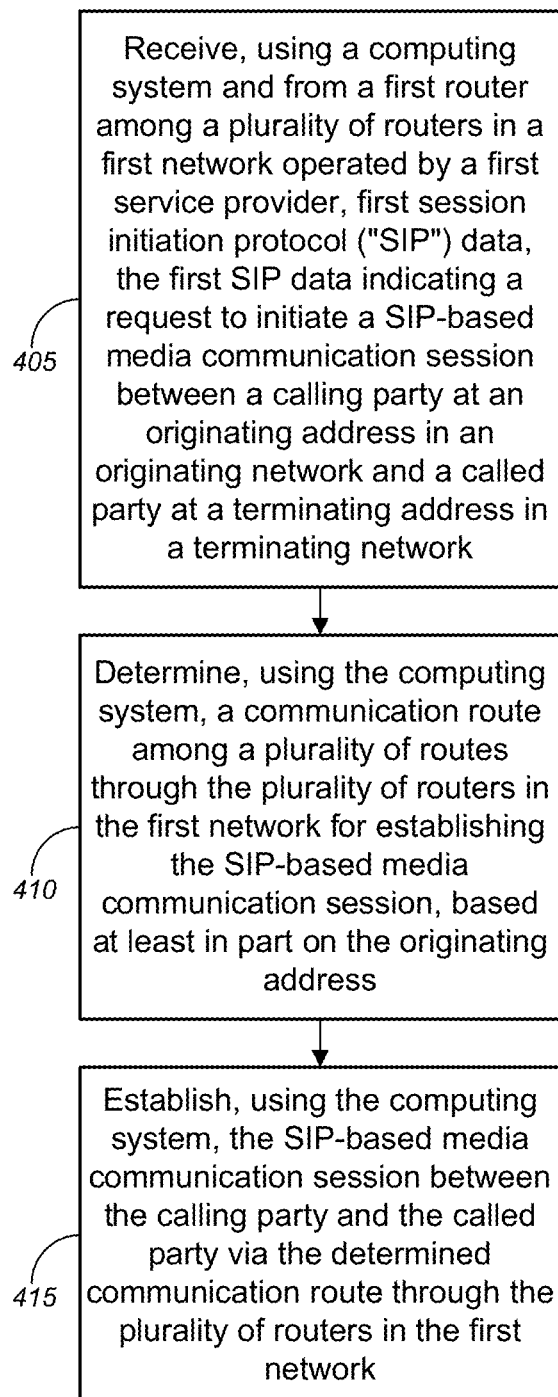 Receive, using a computing
system and from a first router
among a plurality of routers in a
first network operated by a first
service provider, first session
initiation protocol ("SIP") data,
the first SIP data indicating a
request to initiate a SIP-based
media communication session
between a calling party at an
originating address in an
originating network and a called
party at a terminating address in
a terminating network
405
Determine, using the computing
system, a communication route
among a plurality of routes
through the plurality of routers in
the first network for establishing
the SIP-based media
communication session, based
at least in part on the originating
address
410
Establish, using the computing
system, the SIP-based media
communication session between
the calling party and the called
party via the determined
communication route through the
plurality of routers in the first
network
415